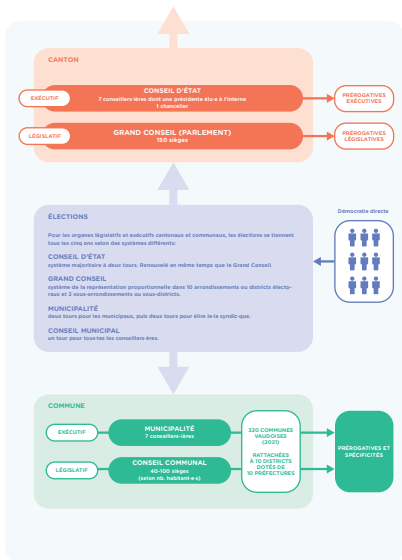 CANTON
CONSEIL D'ÉTAT
EXÉCUTIF
7 conseillers·ières dont une présidente élu·e à l'interne
1 chancelier
PRÉROGATIVES
EXÉCUTIVES
GRAND CONSEIL (PARLEMENT)
LÉGISLATIF
150 sièges
PRÉROGATIVES
LÉGISLATIVES
ÉLECTIONS
Démocratie directe
Pour les organes législatifs et exécutifs cantonaux et communaux, les élections se tiennent
tous les cinq ans selon des systèmes différents:
CONSEIL D'ÉTAT
système majoritaire à deux tours. Renouvelé en même temps que le Grand Conseil.
GRAND CONSEIL
système de la représentation proportionnelle dans 10 arrondissements ou districts électo-
raux et 3 sous-arrondissements ou sous-districts.
MUNICIPALITÉ
deux tours pour les municipaux, puis deux tours pour élire le·la syndic·que.
CONSEIL MUNICIPAL
un tour pour tous·tes les conseillers·ères.
COMMUNE
EXÉCUTIF
MUNICIPALITÉ
7 conseillers·ières
LÉGISLATIF
CONSEIL COMMUNAL
40-100 sièges
(selon nb. habitant·e·s)
320 COMMUNES
VAUDOISES
(2021)
RATTACHÉES
À 10 DISTRICTS
DOTÉS DE
10 PRÉFECTURES
PRÉROGATIVES ET
SPÉCIFICITÉS